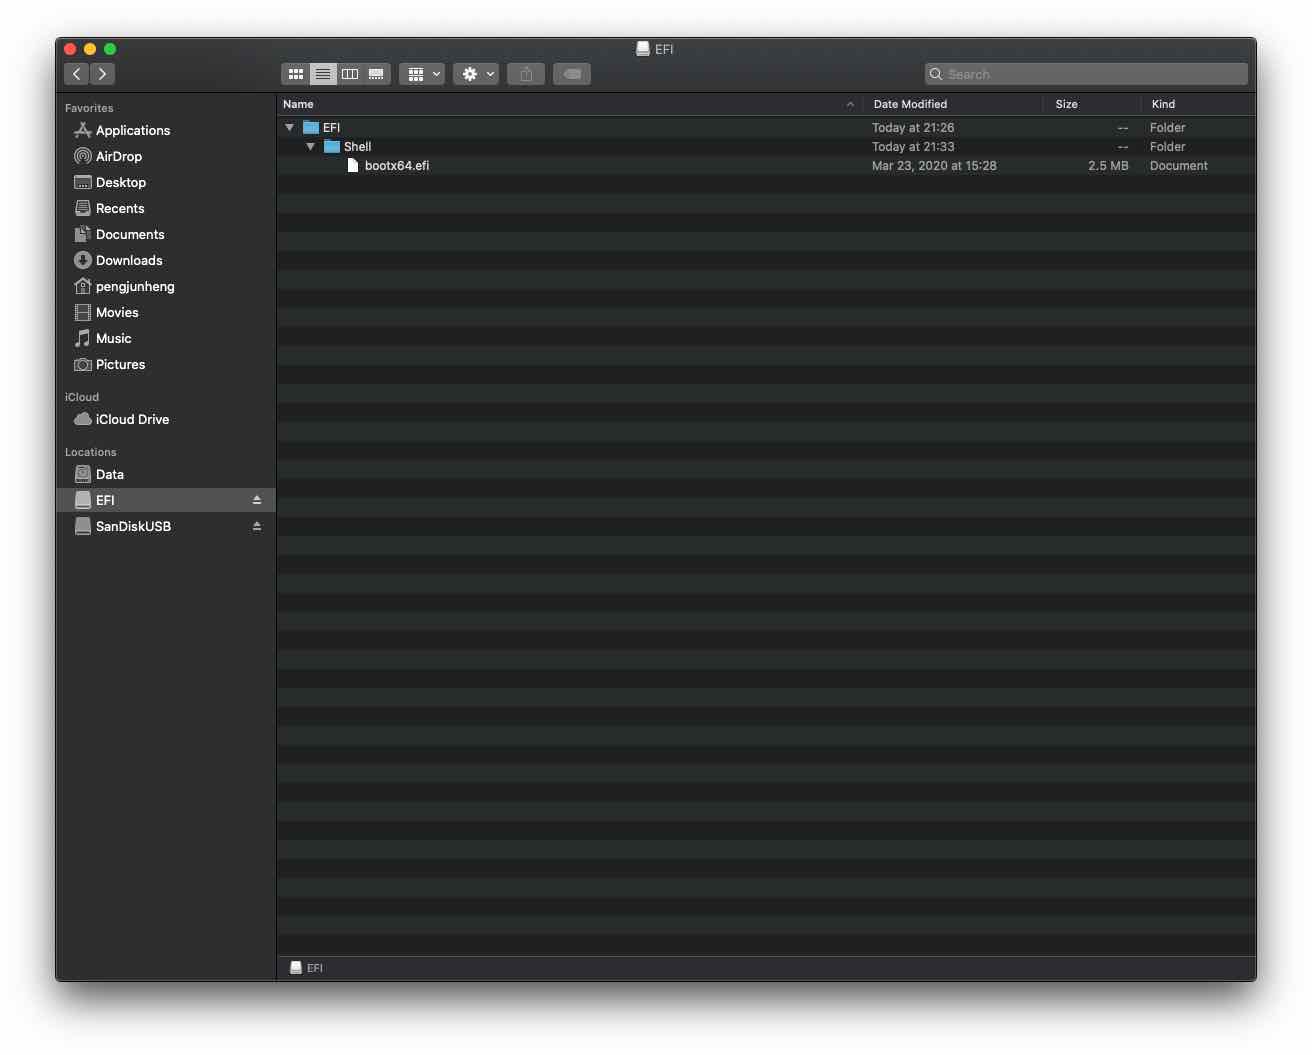 EFI
Search
Favorites
Applications
AirDrop
Desktop
Recents
Documents
Downloads
pengjunheng
Movies
Music
Pictures
iCloud
iCloud Drive
Locations
Data
EFI
SanDiskUSB
Name Date Modified Size Kind
EFI Today at 21:26 -- Folder
Shell Today at 21:33 -- Folder
bootx64.efi Mar 23, 2020 at 15:28 2.5 MB Document
EFI